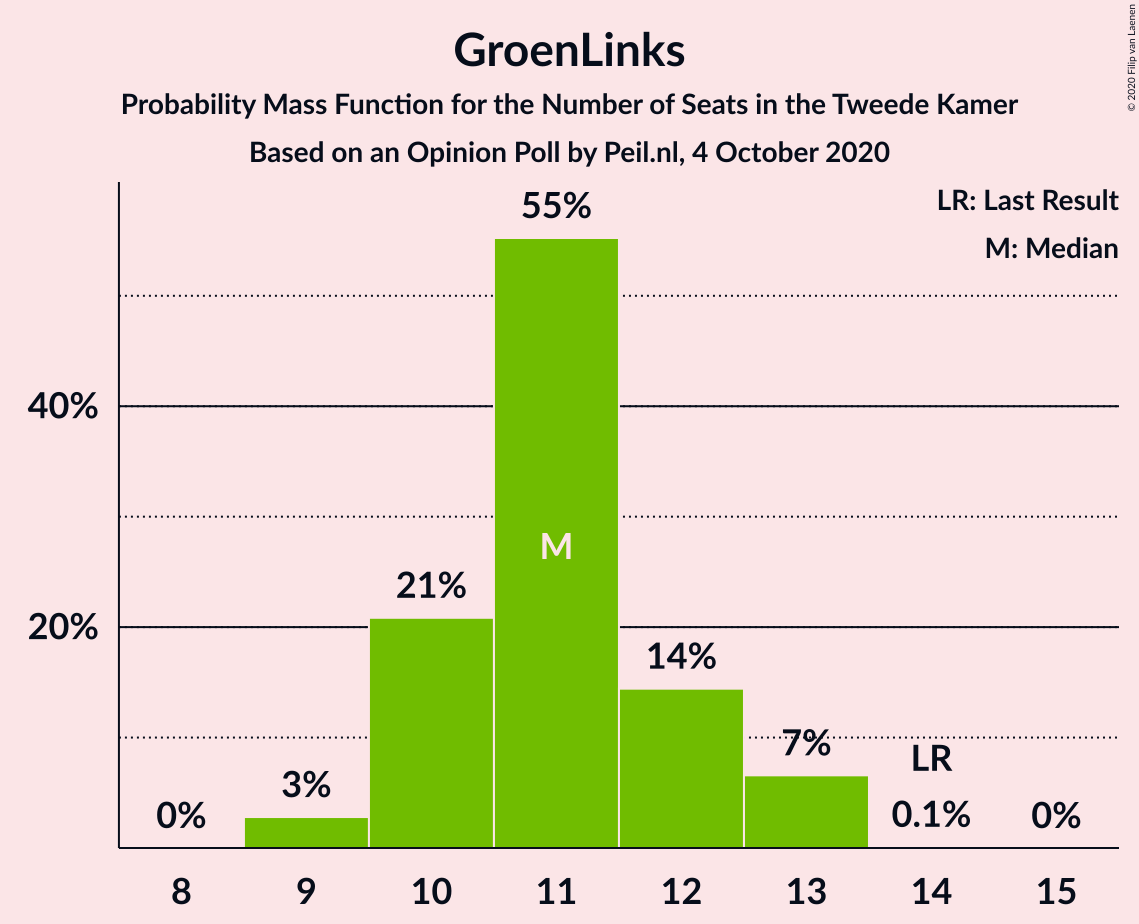 GroenLinks
Probability Mass Function for the Number of Seats in the Tweede Kamer
Based on an Opinion Poll by Peil.nl, 4 October 2020
© 2020 Filip van Laenen
LR: Last Result
M: Median
40%
20%
0%
3%
21%
55%
M
14%
7%
LR
0.1%
0%
8
9
10
11
12
13
14
15